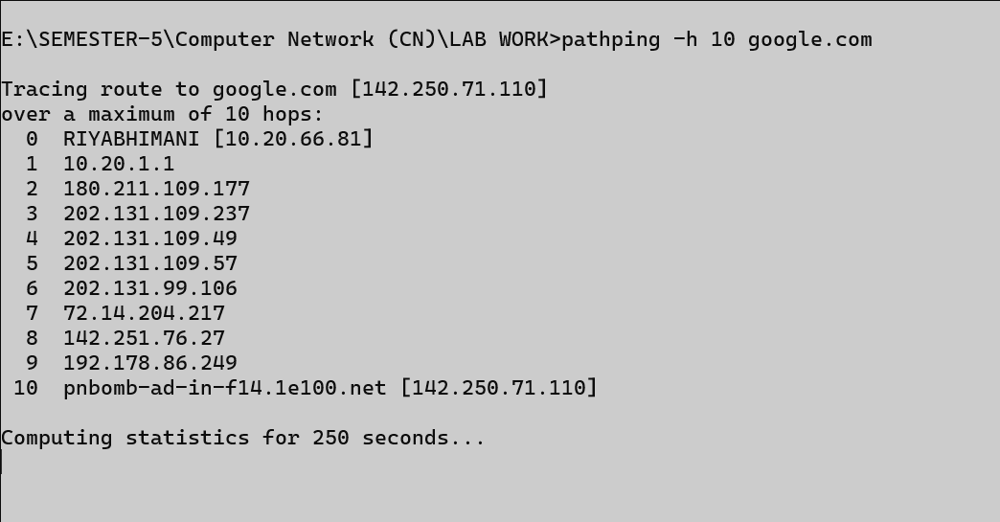 E:\SEMESTER-5\Computer Network (CN)\LAB WORK>pathping -h 10 google.com
Tracing route to google.com [142.250.71.110]
over a maximum of 10 hops:
0 RIYABHIMANI [10.20.66.81]
1 10.20.1.1
2 180.211.109.177
3 202.131.109.237
4 202.131.109.49
5 202.131.109.57
6 202.131.99.106
7 72.14.204.217
8 142.251.76.27
9 192.178.86.249
10 pnbomb-ad-in-f14.1e100.net [142.250.71.110]
Computing statistics for 250 seconds...